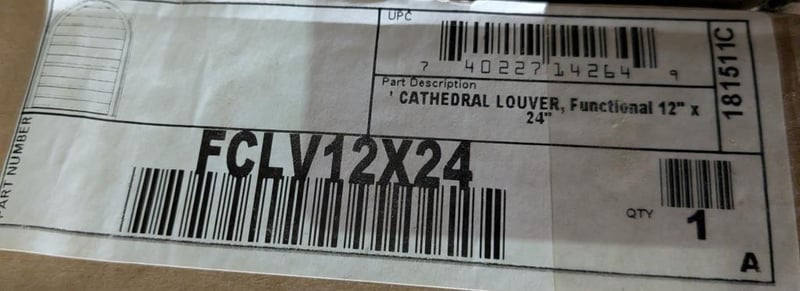 UPC
7 40227 14264 9
Part Description
' CATHEDRAL LOUVER, Functional 12" x
24"
181511C
PART NUMBER
FCLV12X24
QTY
1
A